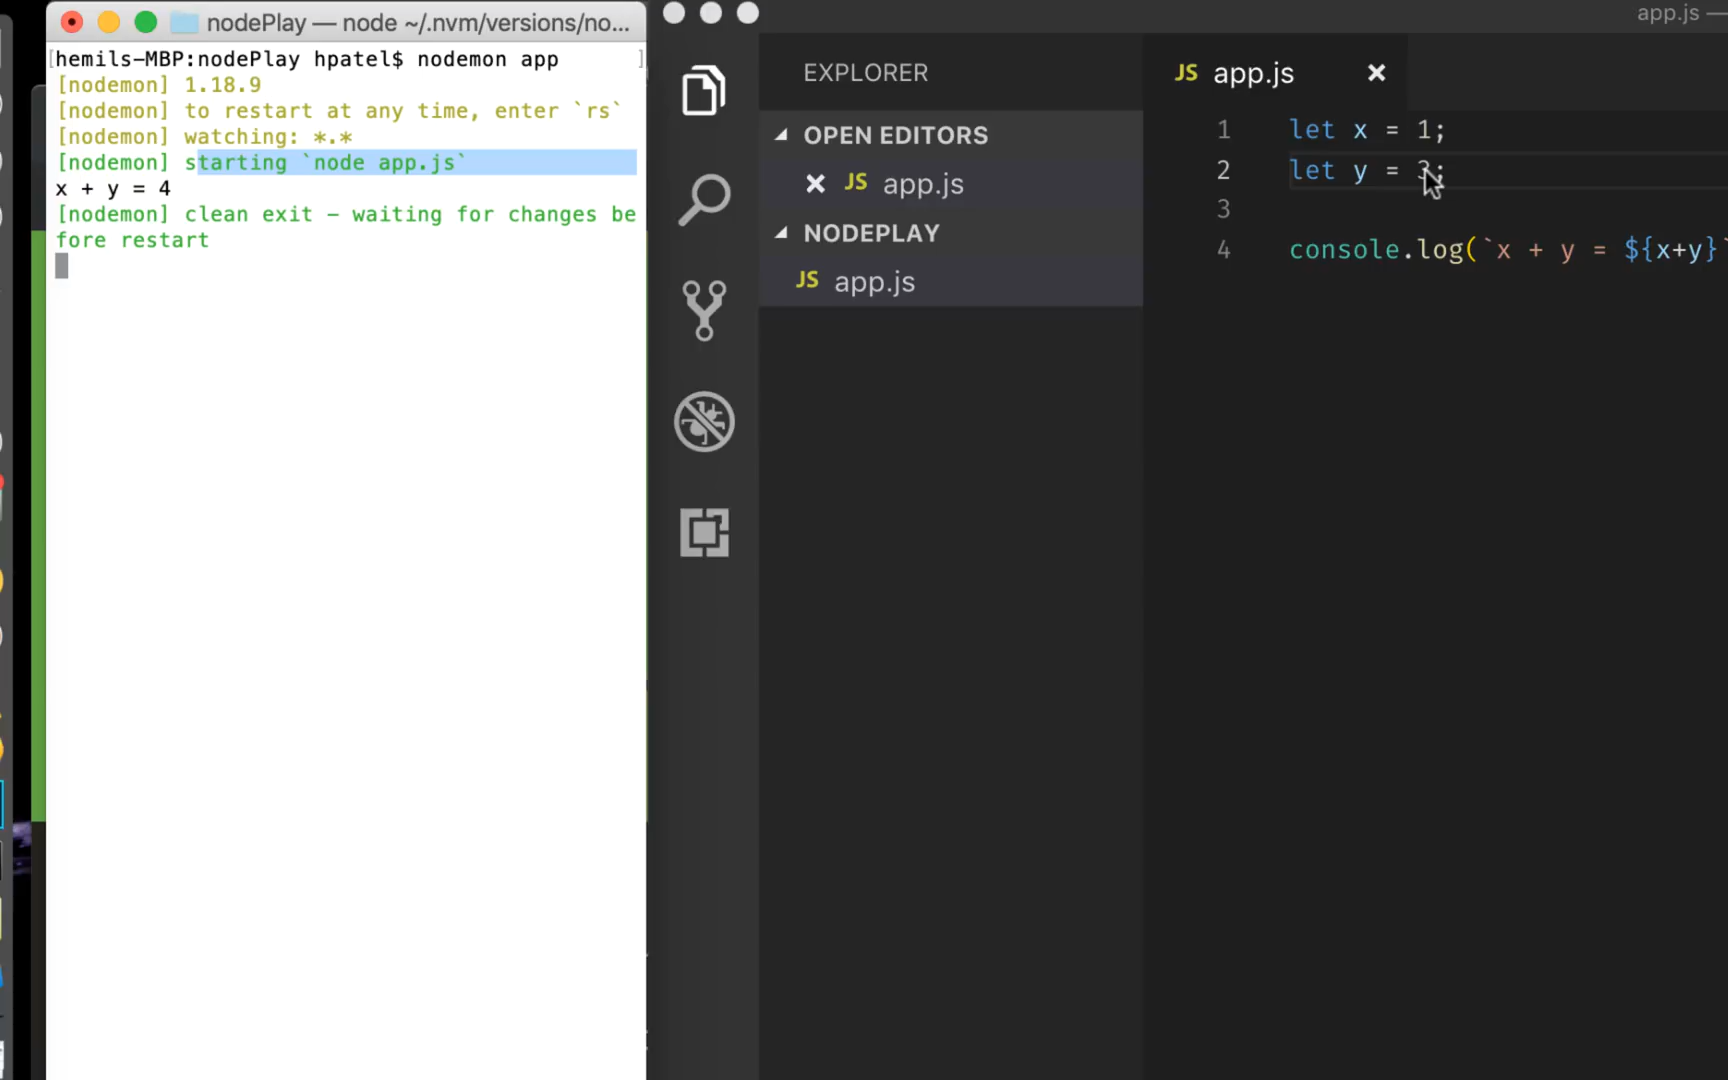 nodePlay — node ~/.nvm/versions/no...
[hemils-MBP:nodePlay hpatel$ nodemon app ]
[nodemon] 1.18.9
[nodemon] to restart at any time, enter `rs`
[nodemon] watching: *.*
[nodemon] starting `node app.js`
x + y = 4
[nodemon] clean exit - waiting for changes be
fore restart
app.js —
EXPLORER
OPEN EDITORS
JS app.js
NODEPLAY
JS app.js
JS app.js
1 let x = 1;
2 let y = 3;
3
4 console.log(`x + y = ${x+y}`